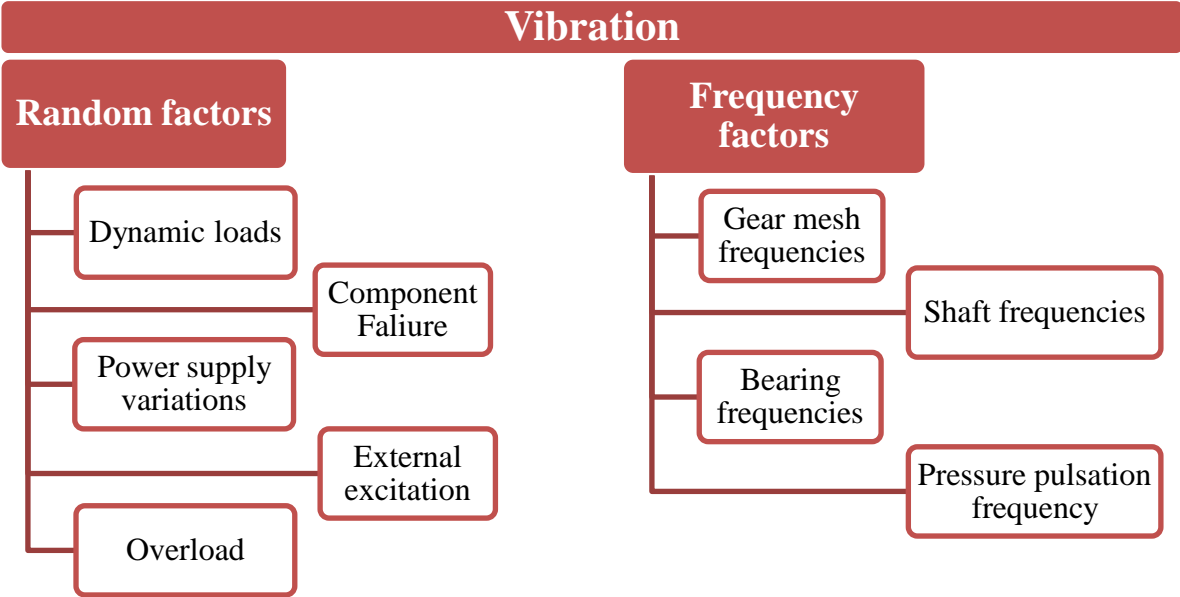 Vibration
Random factors
Dynamic loads
Component
Faliure
Power supply
variations
External
excitation
Overload
Frequency
factors
Gear mesh
frequencies
Shaft frequencies
Bearing
frequencies
Pressure pulsation
frequency